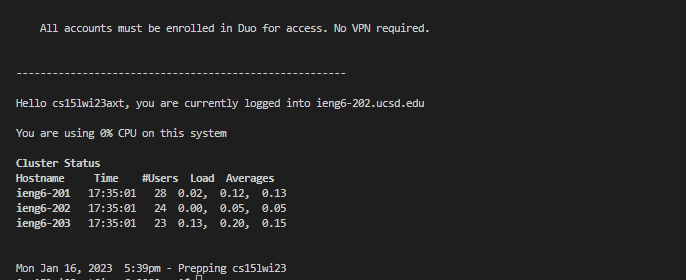 All accounts must be enrolled in Duo for access. No VPN required.
-------------------------------------------------------
Hello cs15lwi23axt, you are currently logged into ieng6-202.ucsd.edu
You are using 0% CPU on this system
Cluster Status
Hostname Time #Users Load Averages
ieng6-201 17:35:01 28 0.02, 0.12, 0.13
ieng6-202 17:35:01 24 0.00, 0.05, 0.05
ieng6-203 17:35:01 23 0.13, 0.20, 0.15
Mon Jan 16, 2023 5:39pm - Prepping cs15lwi23